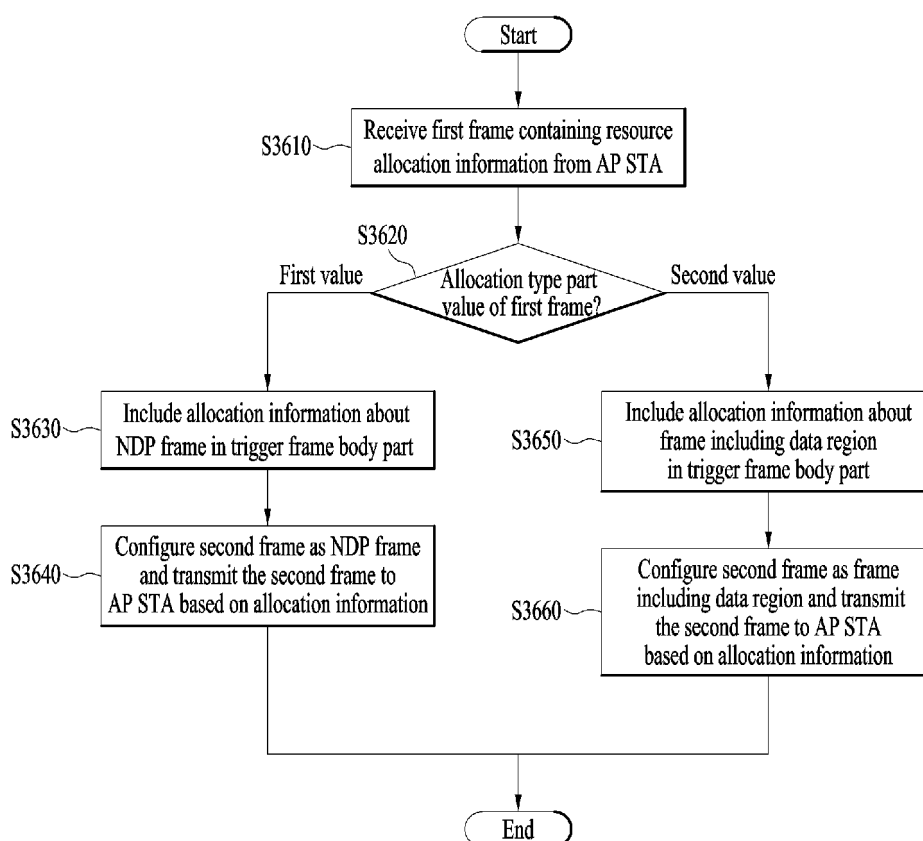 Start
S3610
Receive first frame containing resource
allocation information from AP STA
S3620
First value
Allocation type part
value of first frame?
Second value
S3630
Include allocation information about
NDP frame in trigger frame body part
S3650
Include allocation information about
frame including data region
in trigger frame body part
S3640
Configure second frame as NDP frame
and transmit the second frame to
AP STA based on allocation information
S3660
Configure second frame as frame
including data region and transmit
the second frame to AP STA
based on allocation information
End